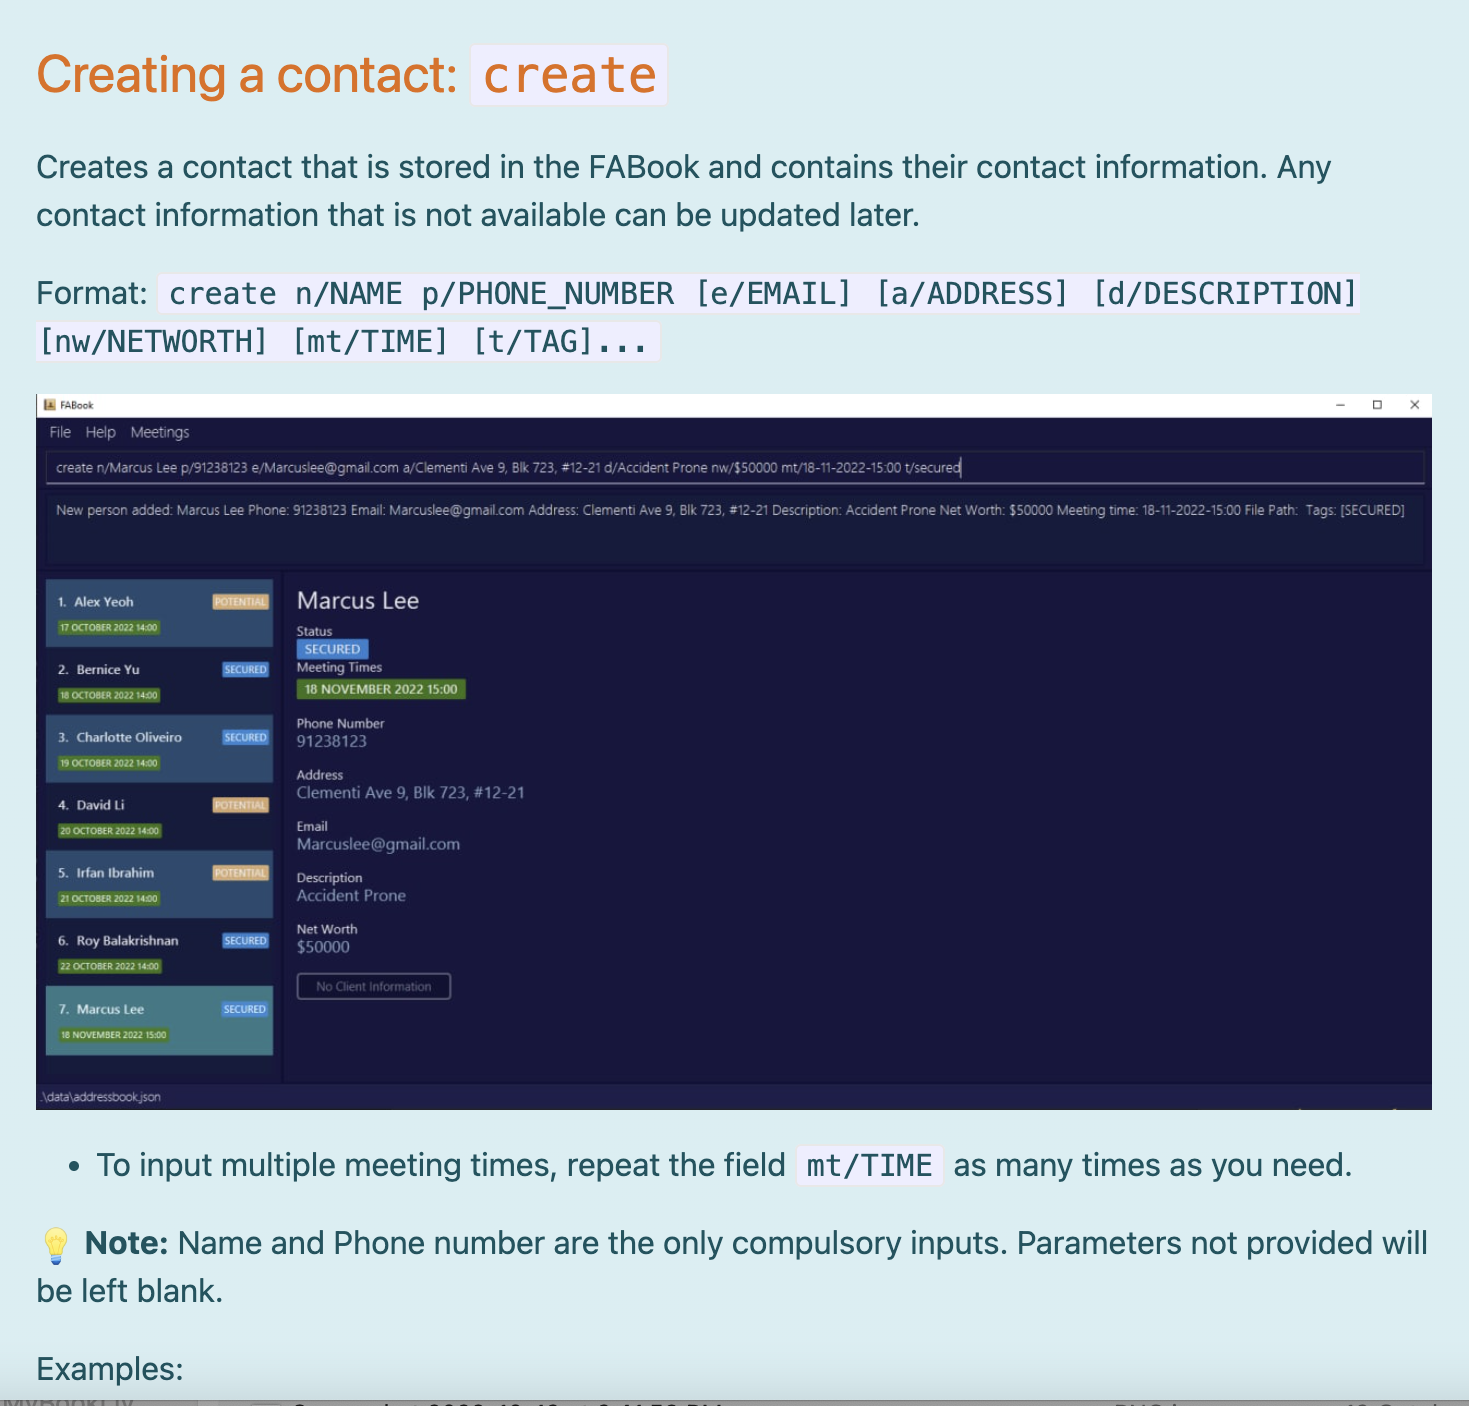 Creating a contact: create
Creates a contact that is stored in the FABook and contains their contact information. Any
contact information that is not available can be updated later.
Format: create n/NAME p/PHONE_NUMBER [e/EMAIL] [a/ADDRESS] [d/DESCRIPTION]
[nw/NETWORTH] [mt/TIME] [t/TAG]...
FABook
File Help Meetings
create n/Marcus Lee p/91238123 e/Marcuslee@gmail.com a/Clementi Ave 9, Blk 723, #12-21 d/Accident Prone nw/$50000 mt/18-11-2022-15:00 t/secured
New person added: Marcus Lee Phone: 91238123 Email: Marcuslee@gmail.com Address: Clementi Ave 9, Blk 723, #12-21 Description: Accident Prone Net Worth: $50000 Meeting time: 18-11-2022-15:00 File Path: Tags: [SECURED]
1. Alex Yeoh POTENTIAL
17 OCTOBER 2022 14:00
2. Bernice Yu SECURED
18 OCTOBER 2022 14:00
3. Charlotte Oliveiro SECURED
19 OCTOBER 2022 14:00
4. David Li POTENTIAL
20 OCTOBER 2022 14:00
5. Irfan Ibrahim POTENTIAL
21 OCTOBER 2022 14:00
6. Roy Balakrishnan SECURED
22 OCTOBER 2022 14:00
7. Marcus Lee SECURED
18 NOVEMBER 2022 15:00
Marcus Lee
Status
SECURED
Meeting Times
18 NOVEMBER 2022 15:00
Phone Number
91238123
Address
Clementi Ave 9, Blk 723, #12-21
Email
Marcuslee@gmail.com
Description
Accident Prone
Net Worth
$50000
No Client Information
.\data\addressbook.json
• To input multiple meeting times, repeat the field mt/TIME as many times as you need.
💡 Note: Name and Phone number are the only compulsory inputs. Parameters not provided will
be left blank.
Examples: